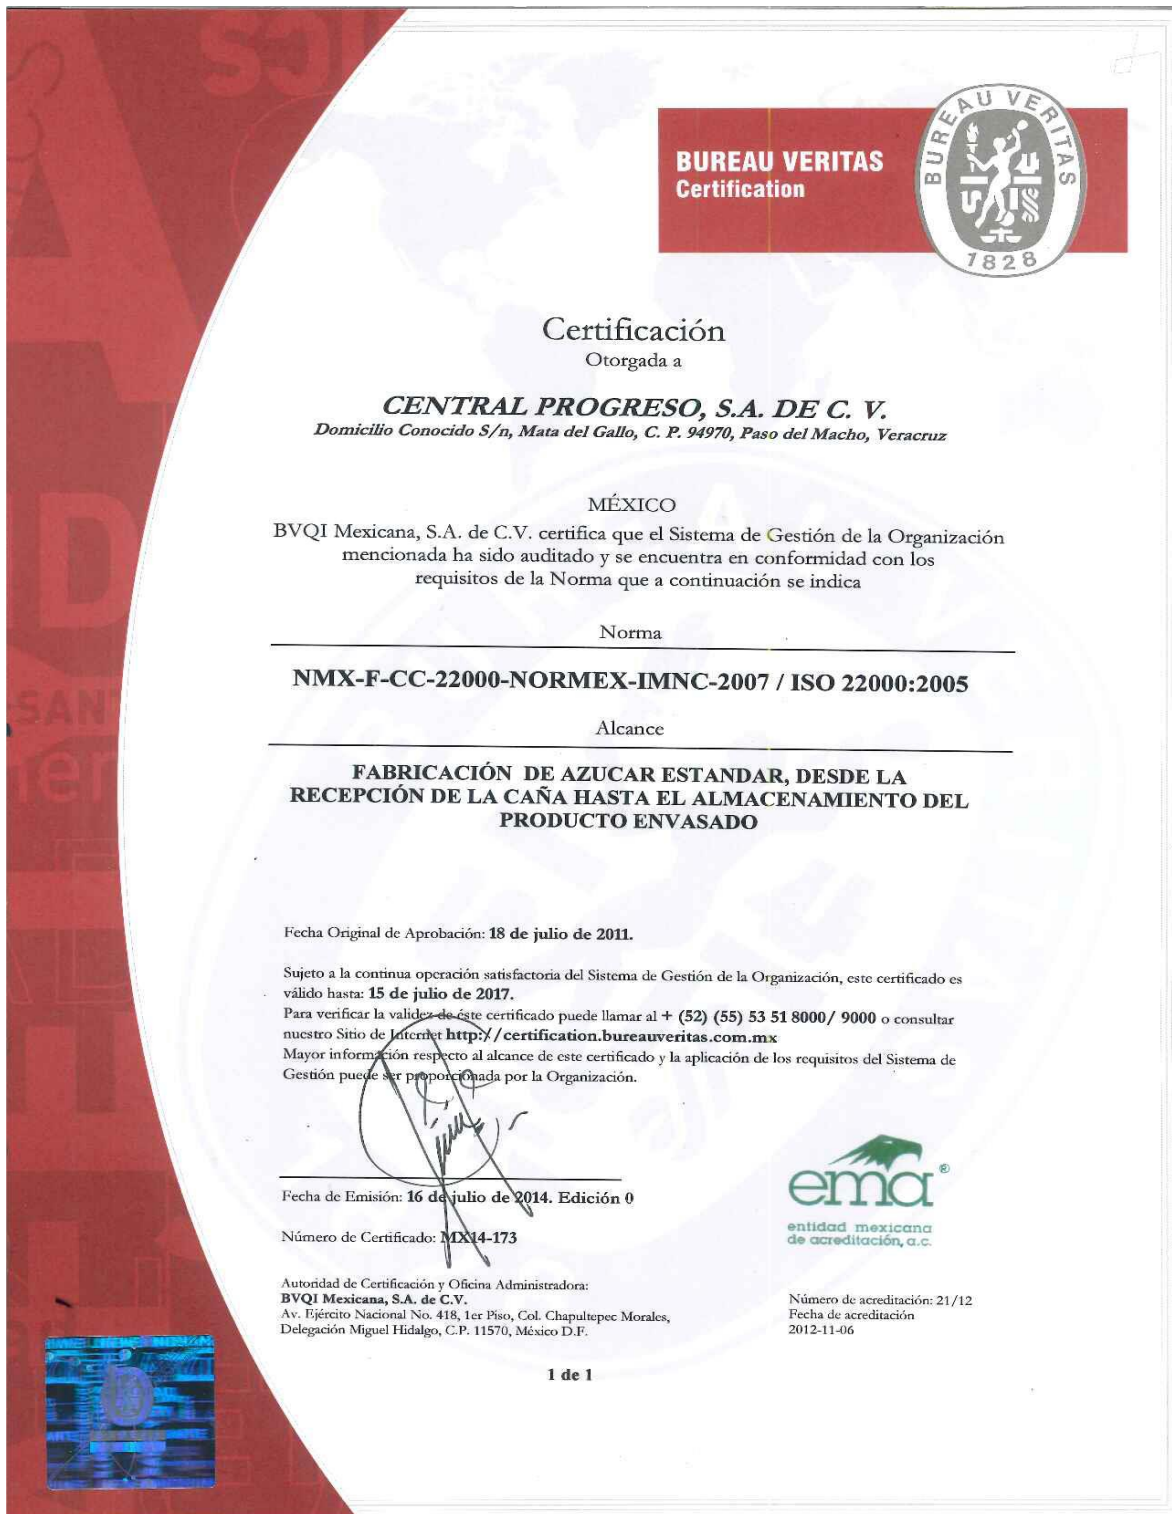 BUREAU VERITAS
Certification
BUREAU VERITAS
1828
Certificación
Otorgada a
CENTRAL PROGRESO, S.A. DE C. V.
Domicilio Conocido S/n, Mata del Gallo, C. P. 94970, Paso del Macho, Veracruz
MÉXICO
BVQI Mexicana, S.A. de C.V. certifica que el Sistema de Gestión de la Organización
mencionada ha sido auditado y se encuentra en conformidad con los
requisitos de la Norma que a continuación se indica
Norma
NMX-F-CC-22000-NORMEX-IMNC-2007 / ISO 22000:2005
Alcance
FABRICACIÓN DE AZUCAR ESTANDAR, DESDE LA
RECEPCIÓN DE LA CAÑA HASTA EL ALMACENAMIENTO DEL
PRODUCTO ENVASADO
Fecha Original de Aprobación: 18 de julio de 2011.
Sujeto a la continua operación satisfactoria del Sistema de Gestión de la Organización, este certificado es
válido hasta: 15 de julio de 2017.
Para verificar la validez de éste certificado puede llamar al + (52) (55) 53 51 8000/ 9000 o consultar
nuestro Sitio de Internet http://certification.bureauveritas.com.mx
Mayor información respecto al alcance de este certificado y la aplicación de los requisitos del Sistema de
Gestión puede ser proporcionada por la Organización.
Fecha de Emisión: 16 de julio de 2014. Edición 0
Número de Certificado: MX14-173
ema®
entidad mexicana
de acreditación, a.c.
Autoridad de Certificación y Oficina Administradora:
BVQI Mexicana, S.A. de C.V.
Av. Ejército Nacional No. 418, 1er Piso, Col. Chapultepec Morales,
Delegación Miguel Hidalgo, C.P. 11570, México D.F.
Número de acreditación: 21/12
Fecha de acreditación
2012-11-06
1 de 1